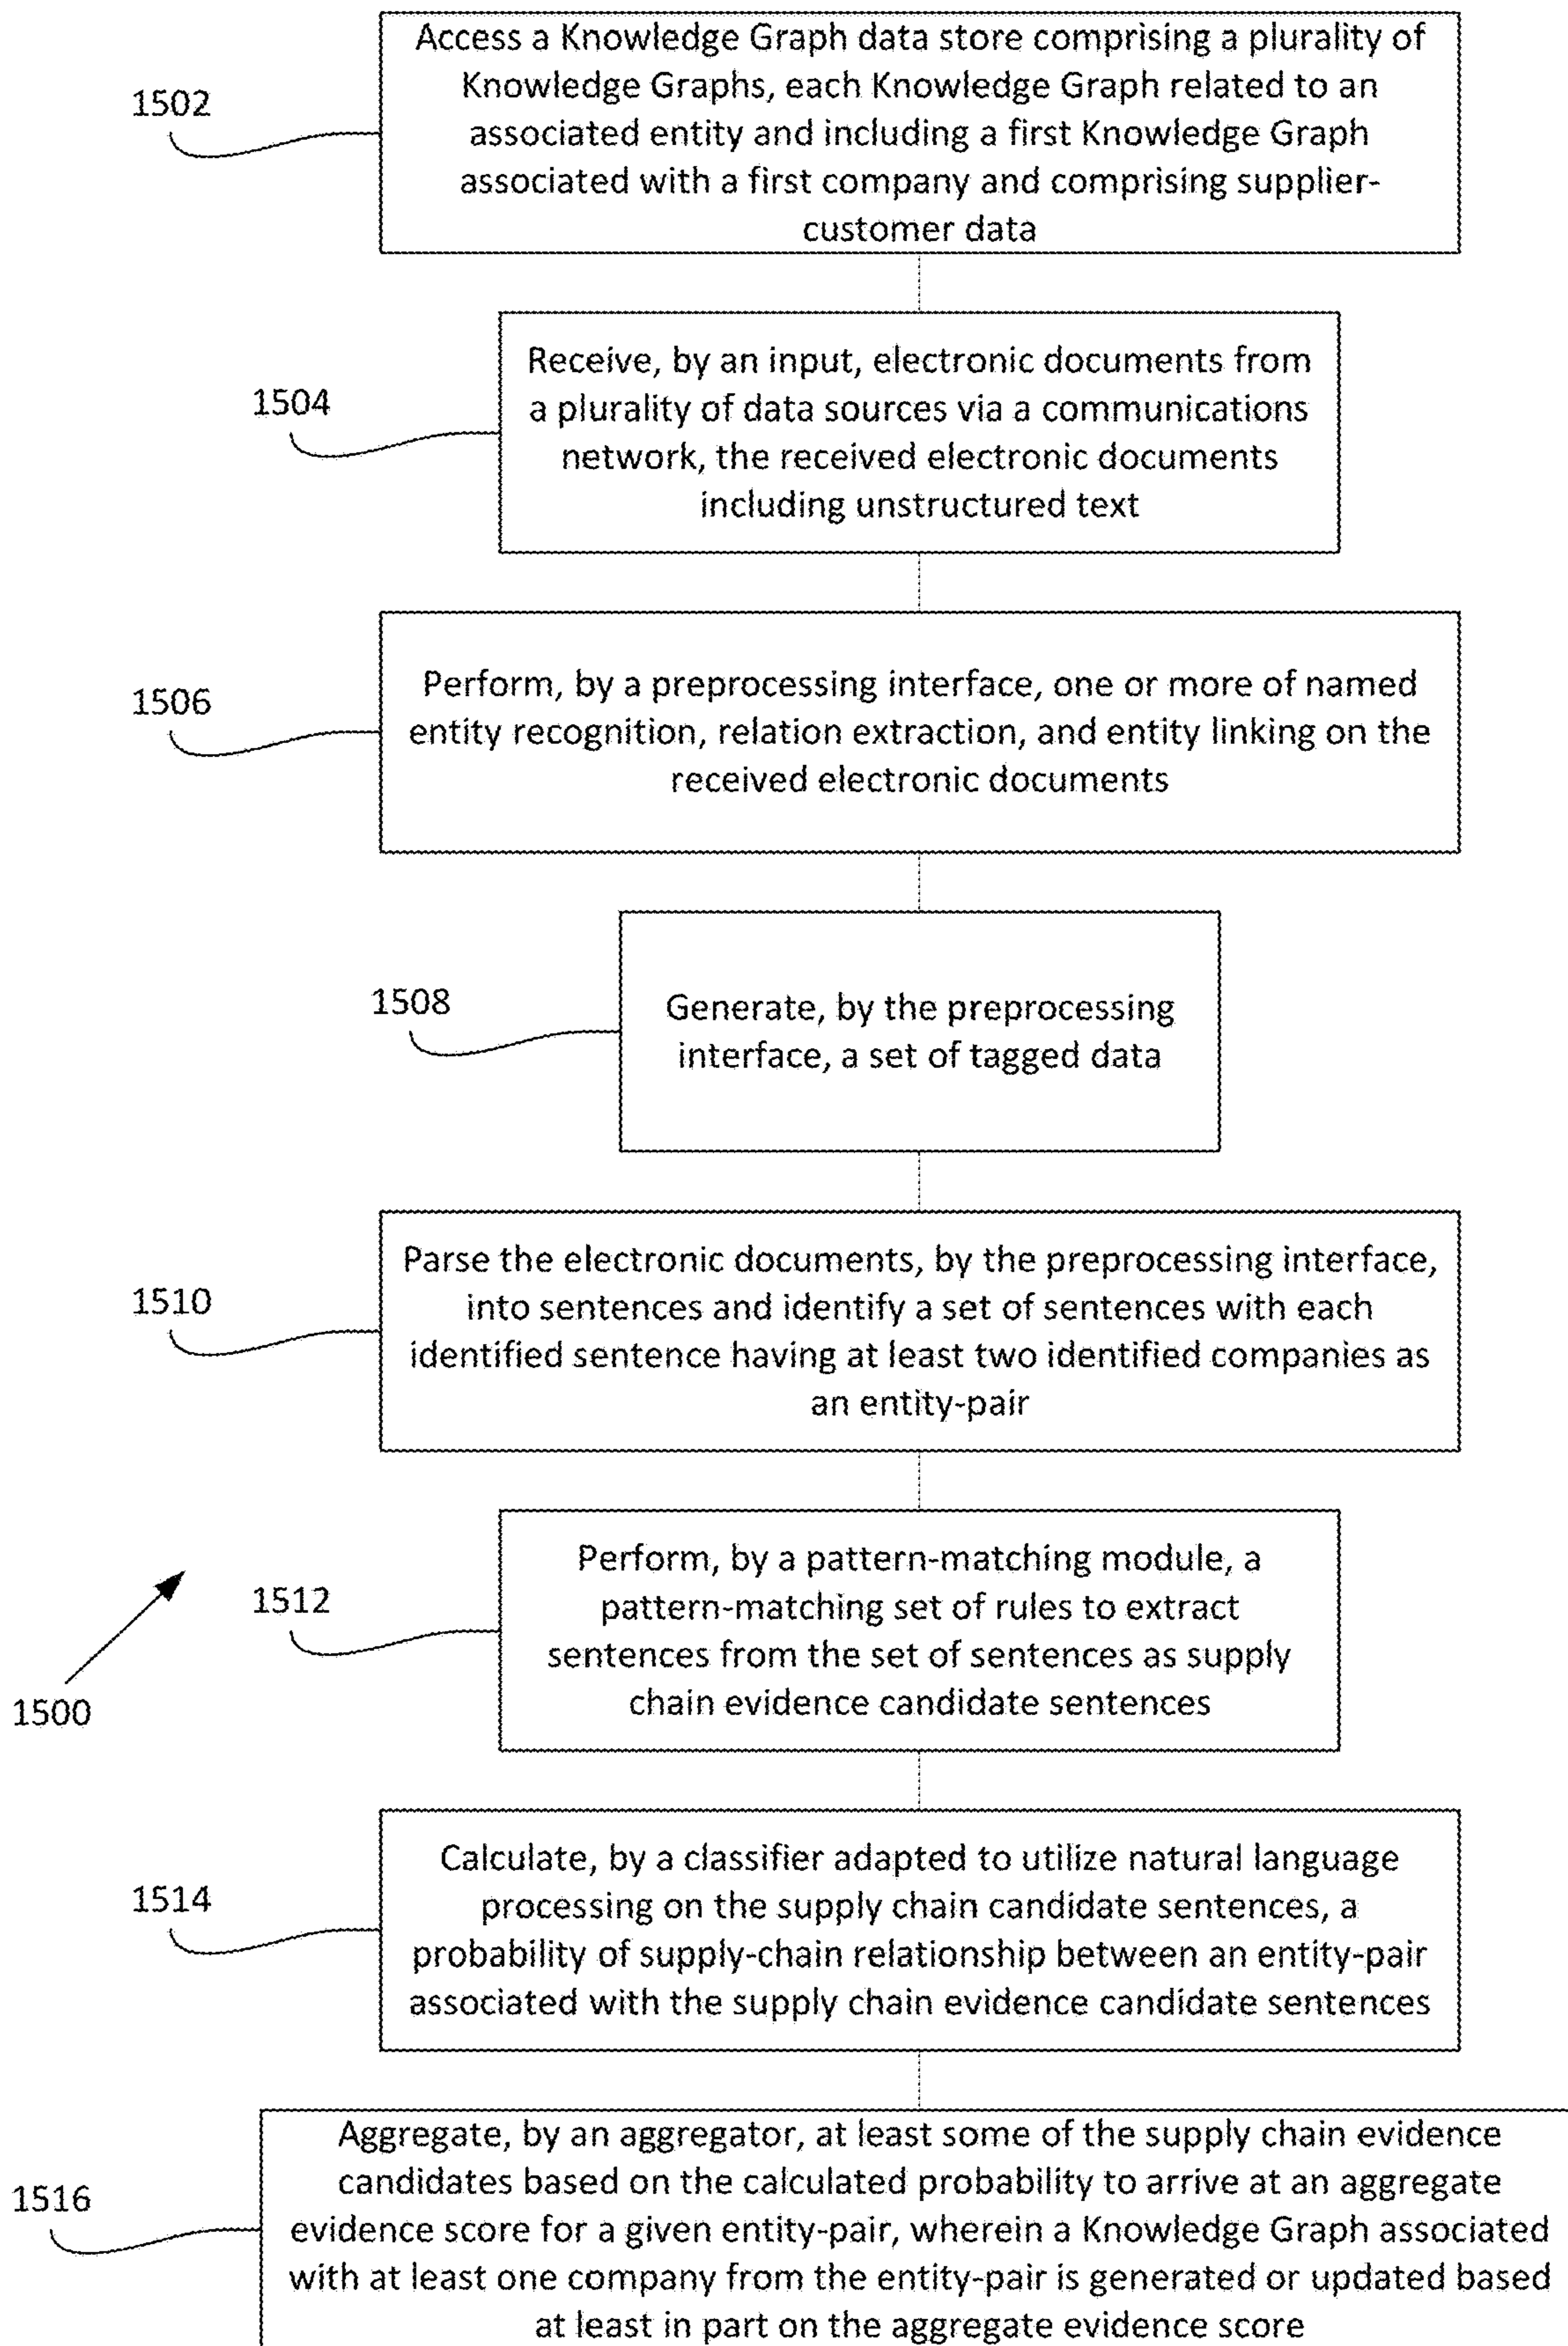 Access a Knowledge Graph data store comprising a plurality of
Knowledge Graphs, each Knowledge Graph related to an
associated entity and including a first Knowledge Graph
associated with a first company and comprising supplier-
customer data
1502
Receive, by an input, electronic documents from
a plurality of data sources via a communications
network, the received electronic documents
including unstructured text
1504
Perform, by a preprocessing interface, one or more of named
entity recognition, relation extraction, and entity linking on the
received electronic documents
1506
Generate, by the preprocessing
interface, a set of tagged data
1508
Parse the electronic documents, by the preprocessing interface,
into sentences and identify a set of sentences with each
identified sentence having at least two identified companies as
an entity-pair
1510
Perform, by a pattern-matching module, a
pattern-matching set of rules to extract
sentences from the set of sentences as supply
chain evidence candidate sentences
1512
1500
Calculate, by a classifier adapted to utilize natural language
processing on the supply chain candidate sentences, a
probability of supply-chain relationship between an entity-pair
associated with the supply chain evidence candidate sentences
1514
Aggregate, by an aggregator, at least some of the supply chain evidence
candidates based on the calculated probability to arrive at an aggregate
evidence score for a given entity-pair, wherein a Knowledge Graph associated
with at least one company from the entity-pair is generated or updated based
at least in part on the aggregate evidence score
1516